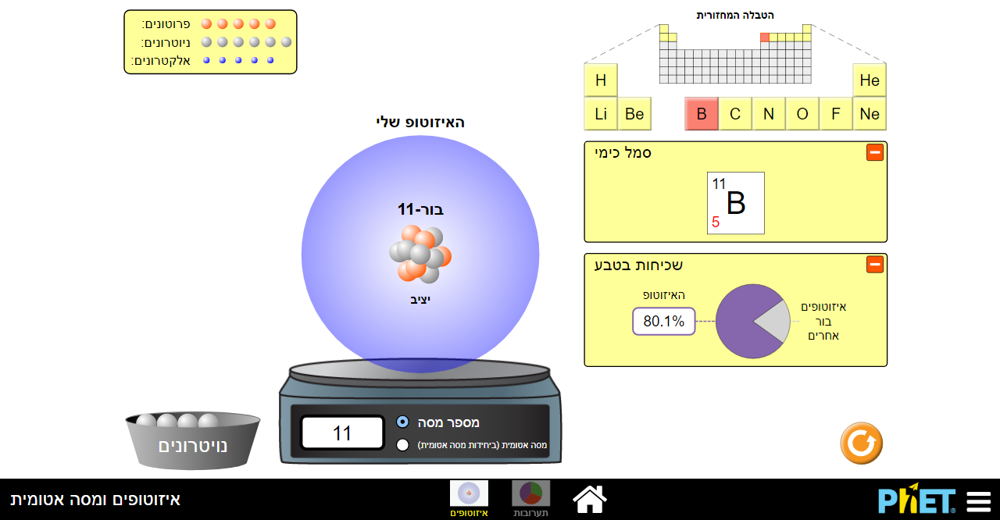 פרוטונים:
ניוטרונים:
אלקטרונים:
הטבלה המחזורית
H
He
Li Be B C N O F Ne
האיזוטופ שלי
בור-11
יציב
סמל כימי
11
B
5
שכיחות בטבע
האיזוטופ
80.1%
איזוטופים
בור
אחרים
נויטרונים
11
מספר מסה
מסה אטומית (ביחידות מסה אטומית)
איזוטופים ומסה אטומית
איזוטופים
תערובות
PhET